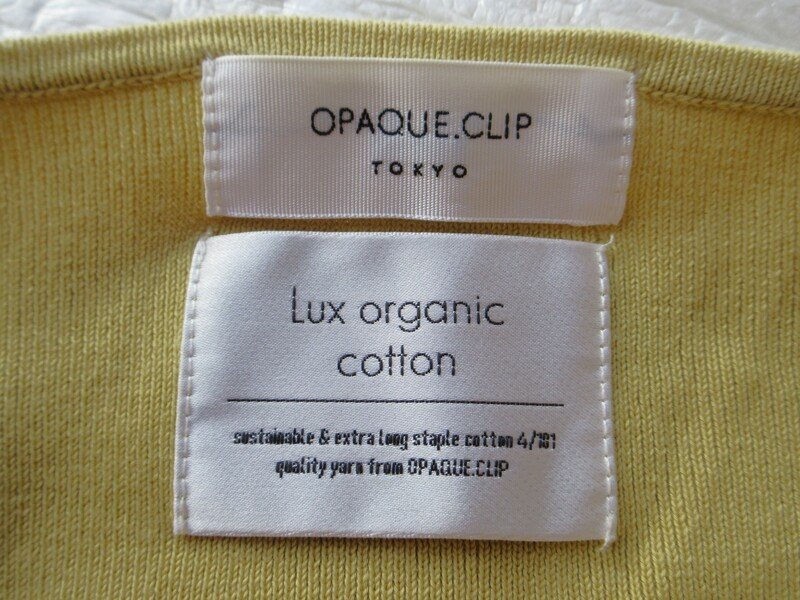 OPAQUE.CLIP
TOKYO
Lux organic
cotton
sustainable & extra long staple cotton 4/101
quality yarn from OPAQUE.CLIP